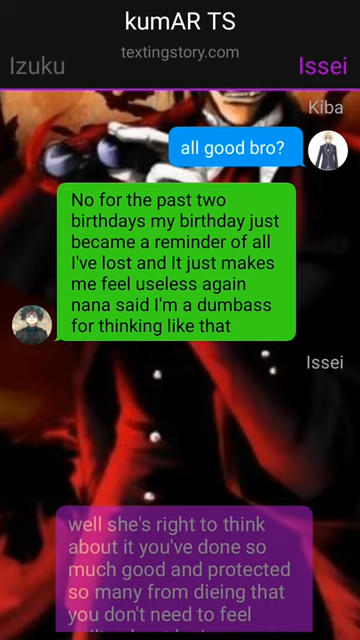 kumAR TS
textingstory.com
Izuku
Issei
Kiba
all good bro?
No for the past two
birthdays my birthday just
became a reminder of all
I've lost and It just makes
me feel useless again
nana said I'm a dumbass
for thinking like that
Issei
well she's right to think
about it you've done so
much good and protected
so many from dieing that
you don't need to feel